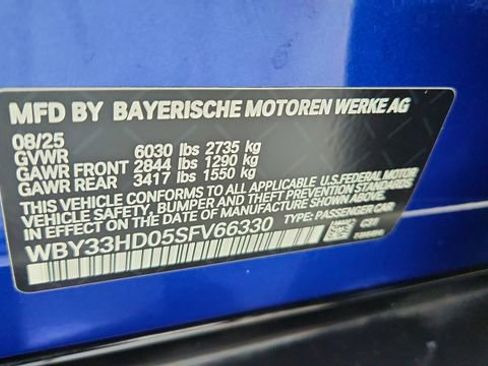 MFD BY BAYERISCHE MOTOREN WERKE AG
08/25
GVWR 6030 lbs 2735 kg
GAWR FRONT 2844 lbs 1290 kg
GAWR REAR 3417 lbs 1550 kg
THIS VEHICLE CONFORMS TO ALL APPLICABLE U.S. FEDERAL MOTOR
VEHICLE SAFETY, BUMPER AND THEFT PREVENTION STANDARDS
IN EFFECT ON THE DATE OF MANUFACTURE SHOWN ABOVE.
WBY33HD05SFV66330 TYPE: PASSENGER CAR